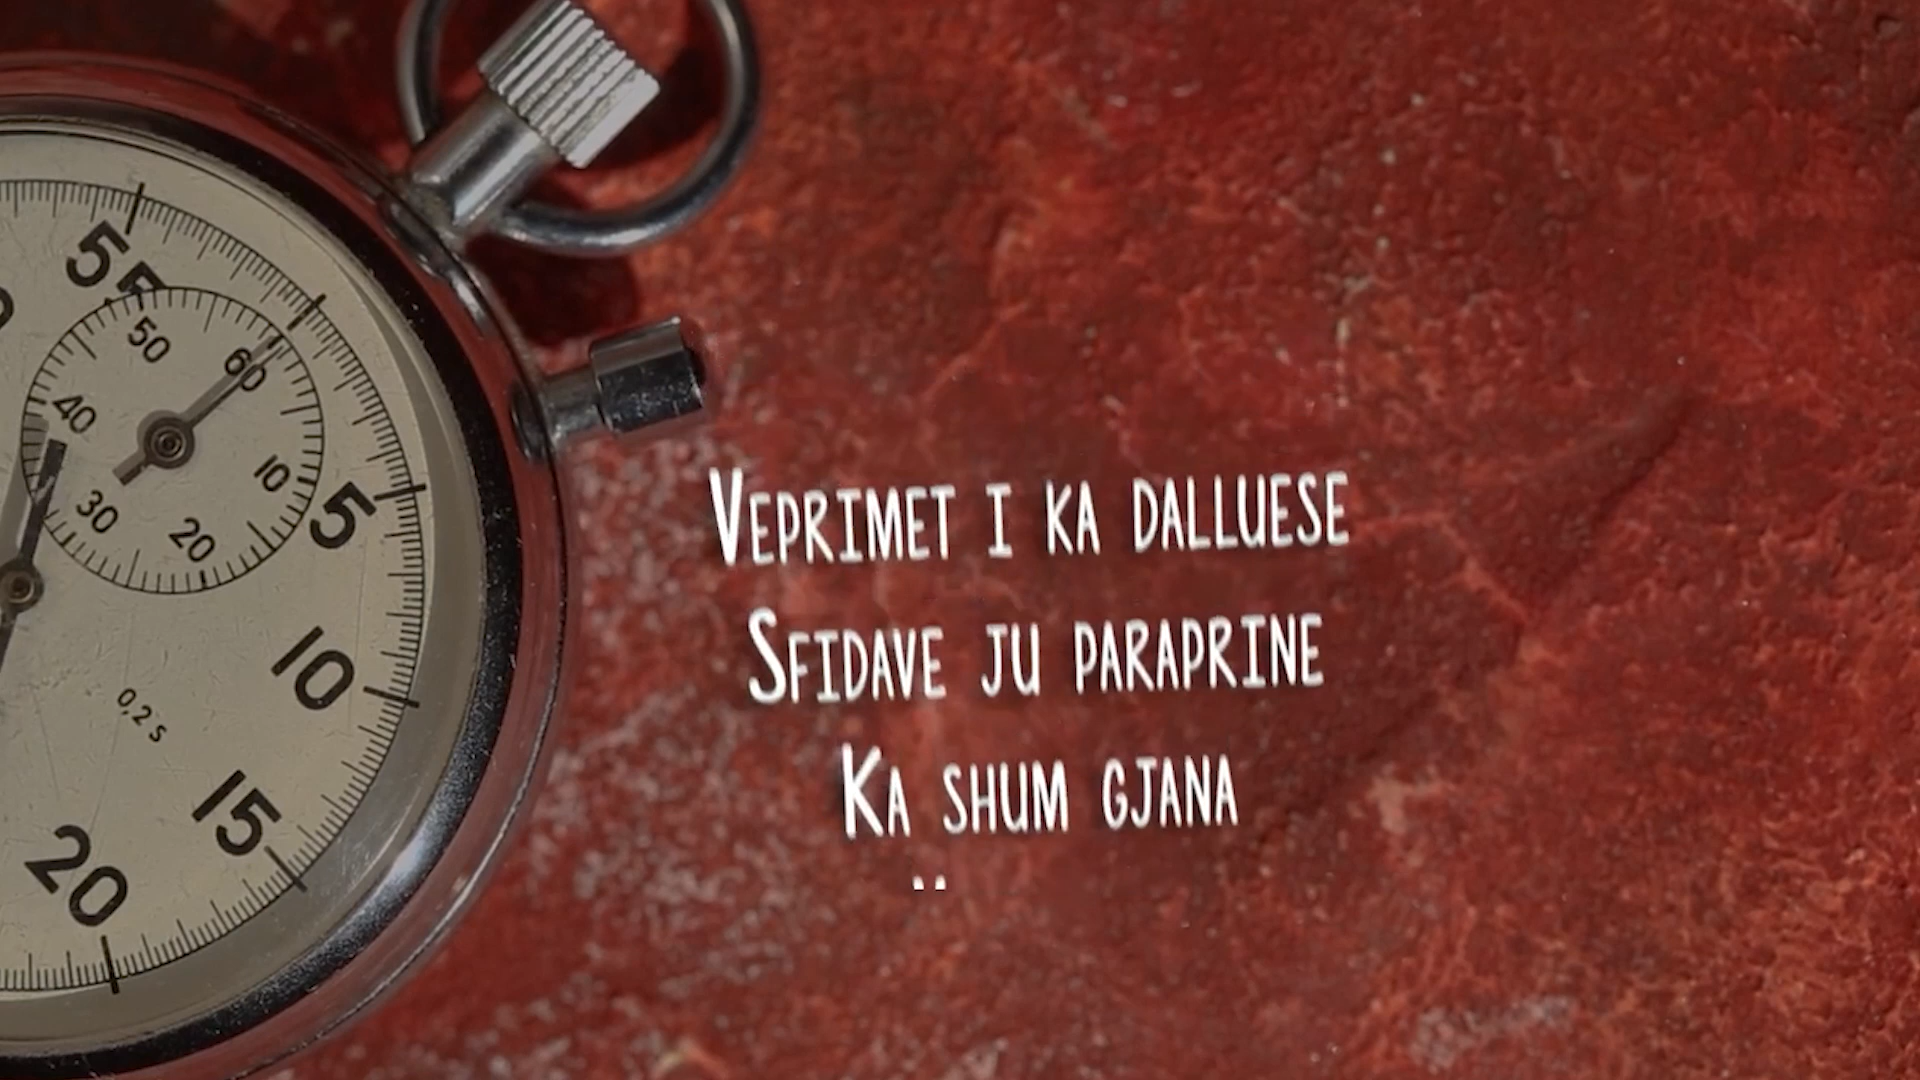 Veprimet i ka dalluese
Sfidave ju paraprine
Ka shum gjana
5
50
60
40
10
30
20
5
10
0,2 s
15
20